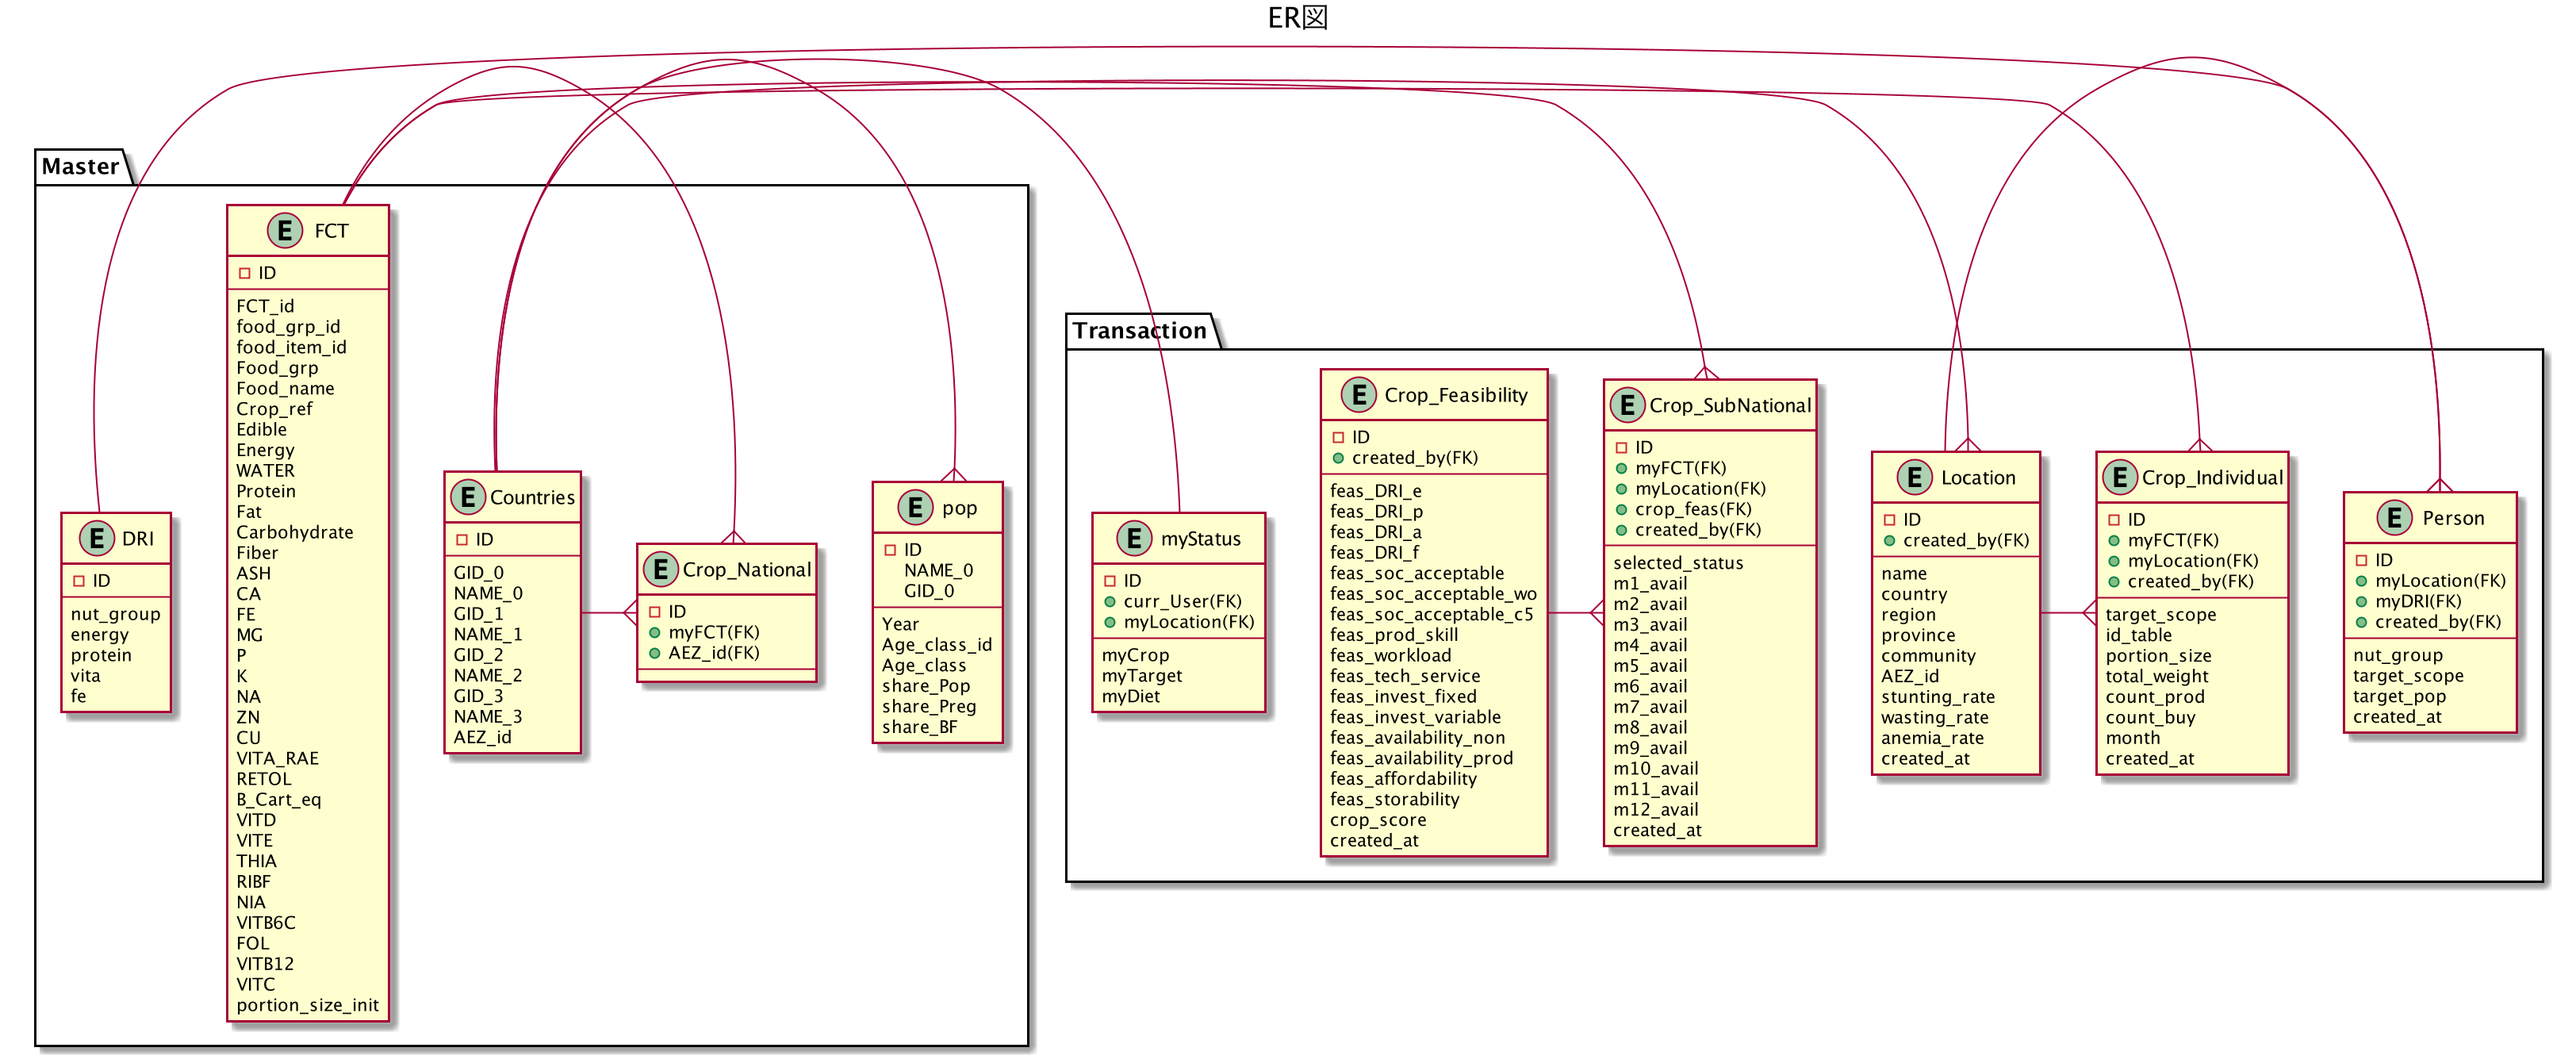 ER図
Master
DRI
ID
nut_group
energy
protein
vita
fe
FCT
ID
FCT_id
food_grp_id
food_item_id
Food_grp
Food_name
Crop_ref
Edible
Energy
WATER
Protein
Fat
Carbohydrate
Fiber
ASH
CA
FE
MG
P
K
NA
ZN
CU
VITA_RAE
RETOL
B_Cart_eq
VITD
VITE
THIA
RIBF
NIA
VITB6C
FOL
VITB12
VITC
portion_size_init
Countries
ID
GID_0
NAME_0
GID_1
NAME_1
GID_2
NAME_2
GID_3
NAME_3
AEZ_id
Crop_National
ID
myFCT(FK)
AEZ_id(FK)
pop
ID
NAME_0
GID_0
Year
Age_class_id
Age_class
share_Pop
share_Preg
share_BF
Transaction
myStatus
ID
curr_User(FK)
myLocation(FK)
myCrop
myTarget
myDiet
Crop_Feasibility
ID
created_by(FK)
feas_DRI_e
feas_DRI_p
feas_DRI_a
feas_DRI_f
feas_soc_acceptable
feas_soc_acceptable_wo
feas_soc_acceptable_c5
feas_prod_skill
feas_workload
feas_tech_service
feas_invest_fixed
feas_invest_variable
feas_availability_non
feas_availability_prod
feas_affordability
feas_storability
crop_score
created_at
Crop_SubNational
ID
myFCT(FK)
myLocation(FK)
crop_feas(FK)
created_by(FK)
selected_status
m1_avail
m2_avail
m3_avail
m4_avail
m5_avail
m6_avail
m7_avail
m8_avail
m9_avail
m10_avail
m11_avail
m12_avail
created_at
Location
ID
created_by(FK)
name
country
region
province
community
AEZ_id
stunting_rate
wasting_rate
anemia_rate
created_at
Crop_Individual
ID
myFCT(FK)
myLocation(FK)
created_by(FK)
target_scope
id_table
portion_size
total_weight
count_prod
count_buy
month
created_at
Person
ID
myLocation(FK)
myDRI(FK)
created_by(FK)
nut_group
target_scope
target_pop
created_at